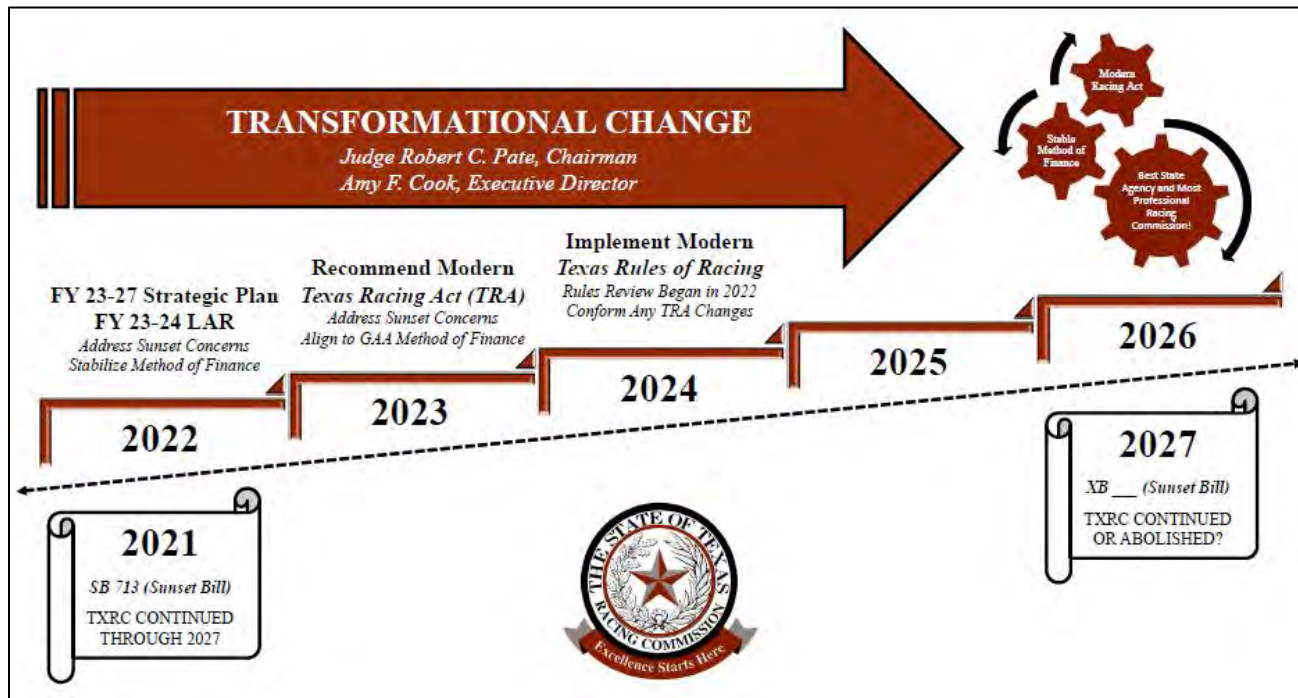 TRANSFORMATIONAL CHANGE
Judge Robert C. Pate, Chairman
Amy F. Cook, Executive Director
Modern
Racing Act
Stable
Method of
Finance
Best State
Agency and Most
Professional
Racing
Commission!
FY 23-27 Strategic Plan
FY 23-24 LAR
Address Sunset Concerns
Stabilize Method of Finance
2022
Recommend Modern
Texas Racing Act (TRA)
Address Sunset Concerns
Align to GAA Method of Finance
2023
Implement Modern
Texas Rules of Racing
Rules Review Began in 2022
Conform Any TRA Changes
2024
2025
2026
2021
SB 713 (Sunset Bill)
TXRC CONTINUED
THROUGH 2027
THE STATE OF TEXAS
RACING COMMISSION
Excellence Starts Here
2027
XB ___ (Sunset Bill)
TXRC CONTINUED
OR ABOLISHED?